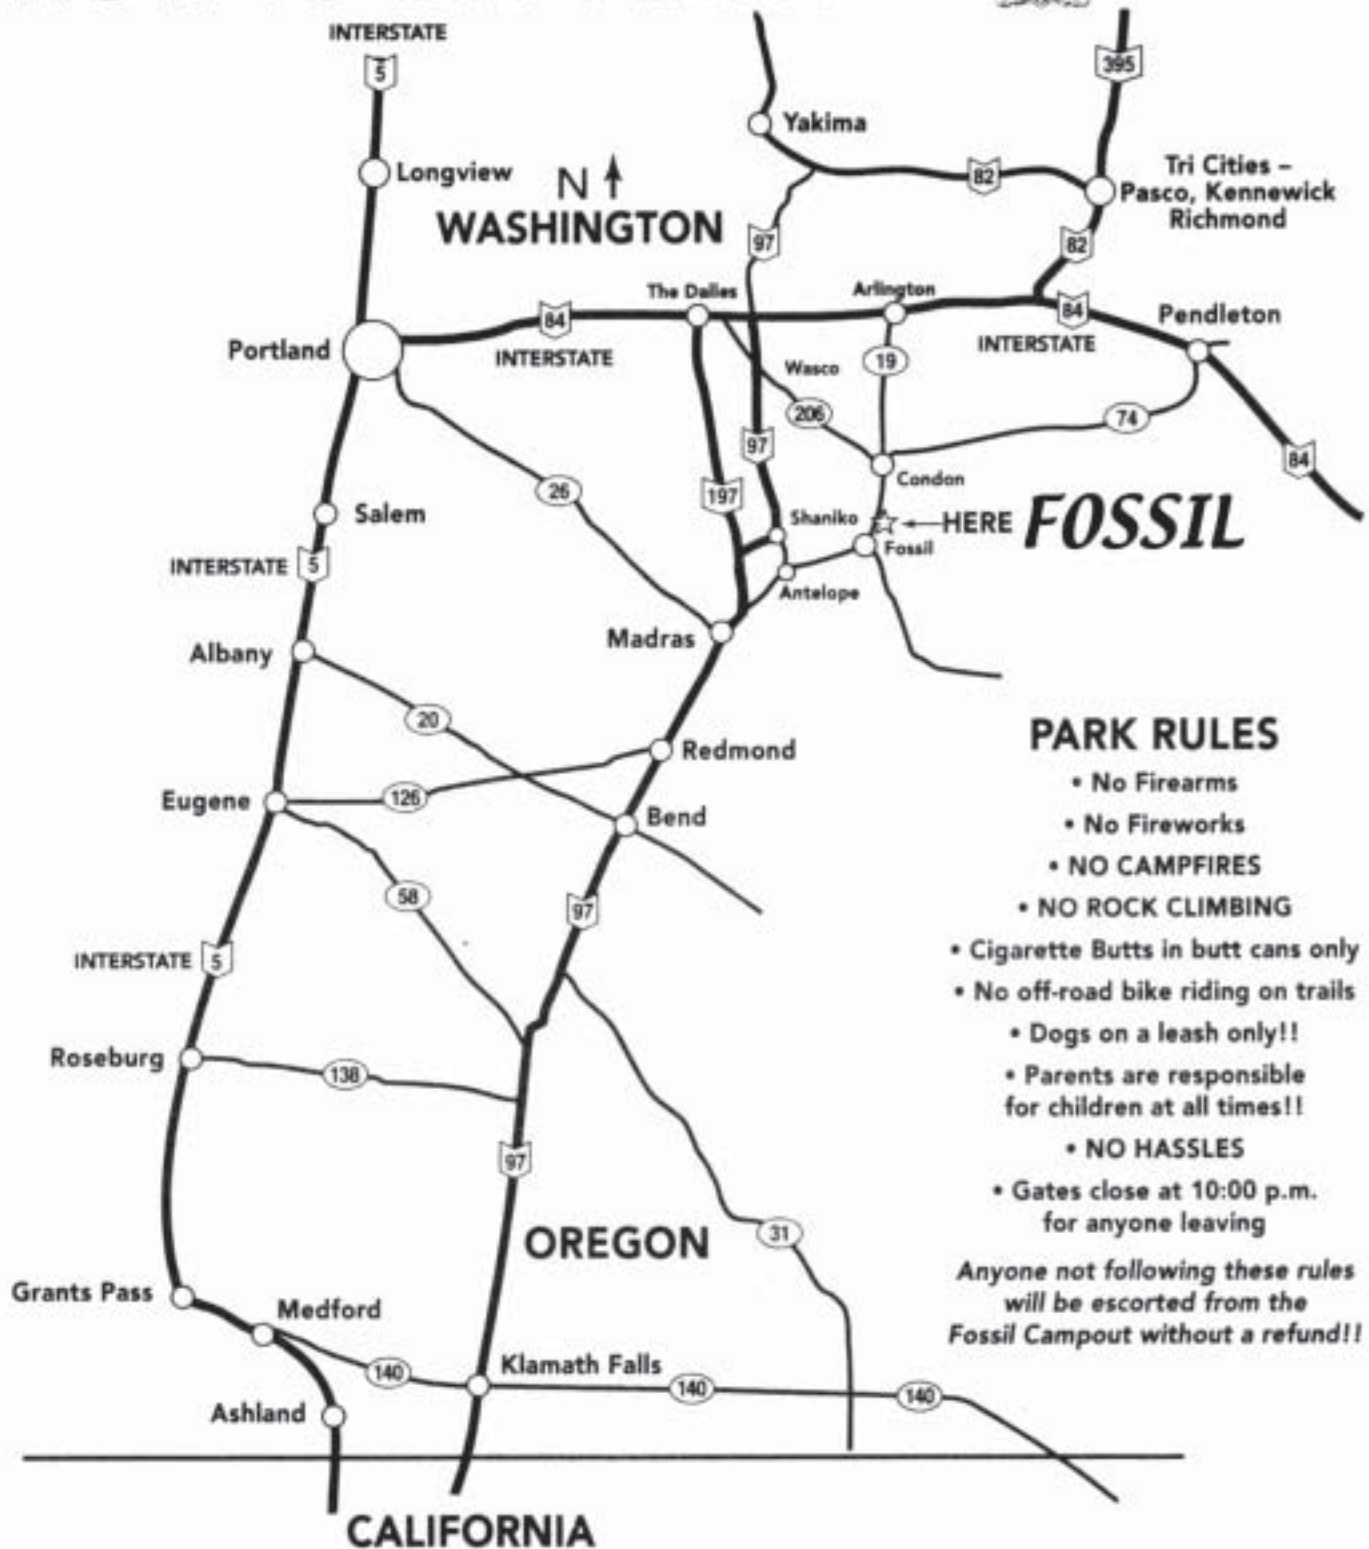 INTERSTATE
5
395
Yakima
Longview
N
82
Tri Cities –
Pasco, Kennewick
Richmond
WASHINGTON
97
82
The Dalles
Arlington
84
84
Pendleton
Portland
INTERSTATE
INTERSTATE
Wasco
19
206
74
97
84
26
197
Condon
Salem
Shaniko
HERE FOSSIL
Fossil
INTERSTATE 5
Antelope
Madras
Albany
20
Redmond
126
Eugene
Bend
58
97
INTERSTATE 5
Roseburg
138
97
31
OREGON
Grants Pass
Medford
Klamath Falls
140
140
140
Ashland
CALIFORNIA
PARK RULES
• No Firearms
• No Fireworks
• NO CAMPFIRES
• NO ROCK CLIMBING
• Cigarette Butts in butt cans only
• No off-road bike riding on trails
• Dogs on a leash only!!
• Parents are responsible
for children at all times!!
• NO HASSLES
• Gates close at 10:00 p.m.
for anyone leaving
Anyone not following these rules
will be escorted from the
Fossil Campout without a refund!!